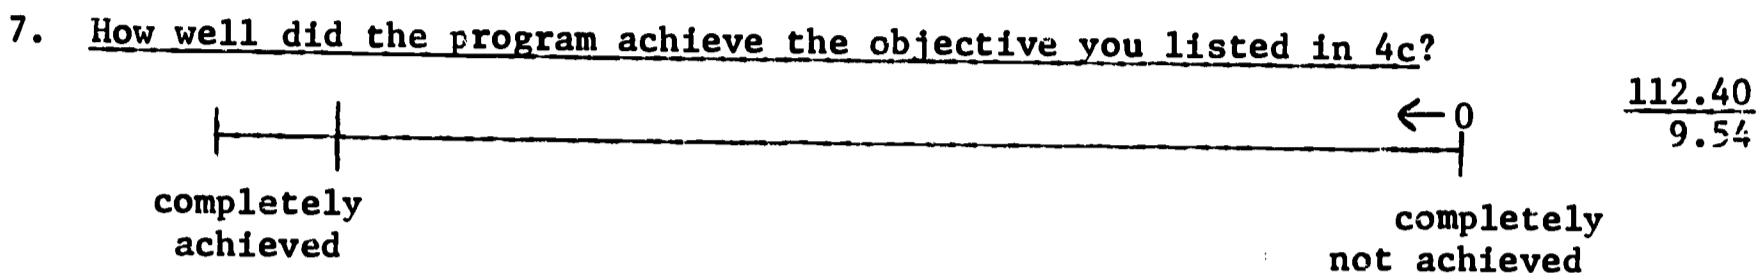 7. How well did the program achieve the objective you listed in 4c?
←0
112.40
9.54
completely
achieved
completely
not achieved